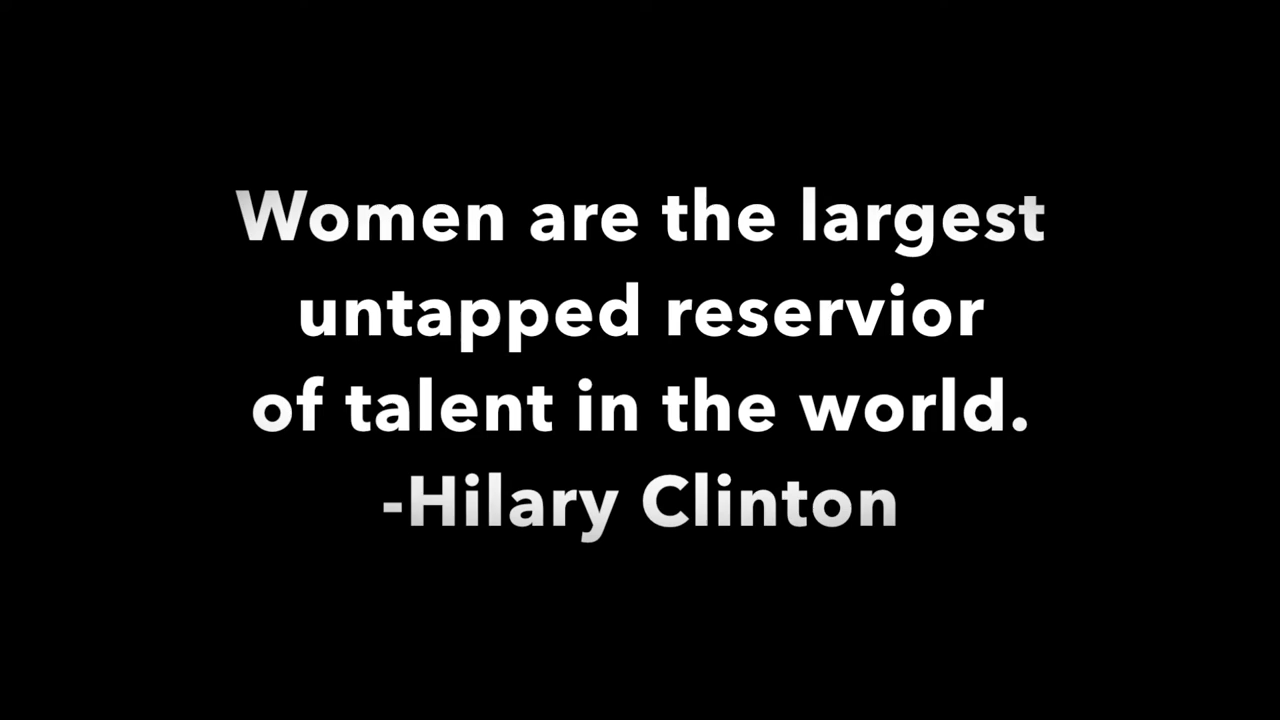 Women are the largest
untapped reservior
of talent in the world.
-Hilary Clinton